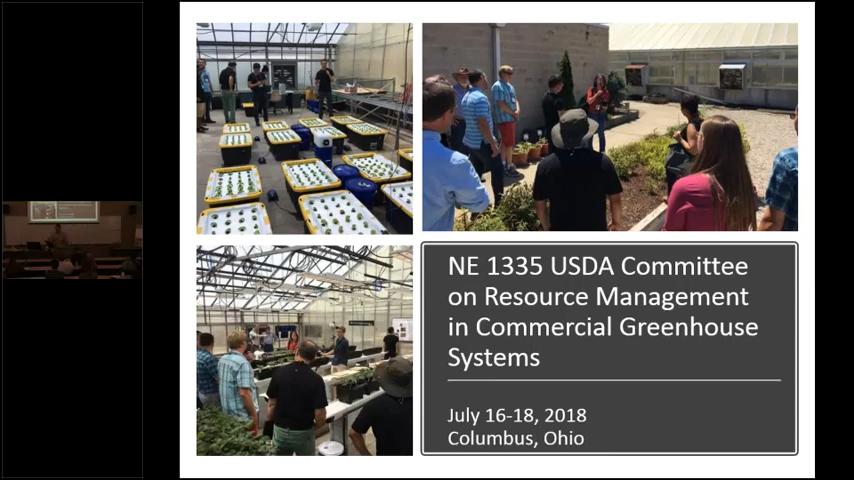 NE 1335 USDA Committee
on Resource Management
in Commercial Greenhouse
Systems
July 16-18, 2018
Columbus, Ohio